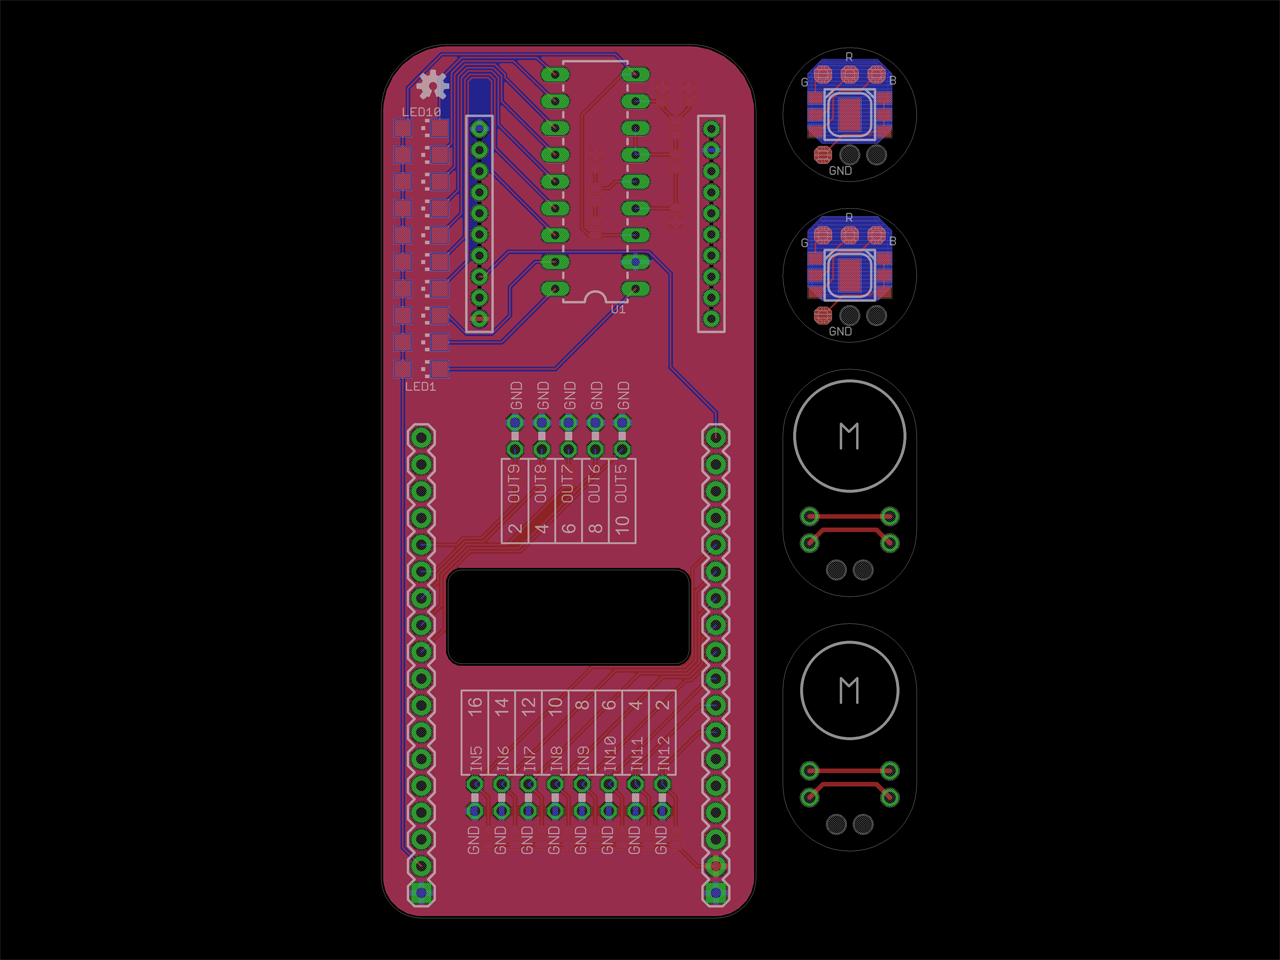 LED10
U1
LED1
GND GND GND GND GND
OUT9 OUT8 OUT7 OUT6 OUT5
2 4 6 8 10
16 14 12 10 8 6 4 2
IN5 IN6 IN7 IN8 IN9 IN10 IN11 IN12
GND GND GND GND GND GND GND GND
R
G B
GND
R
G B
GND
M
M